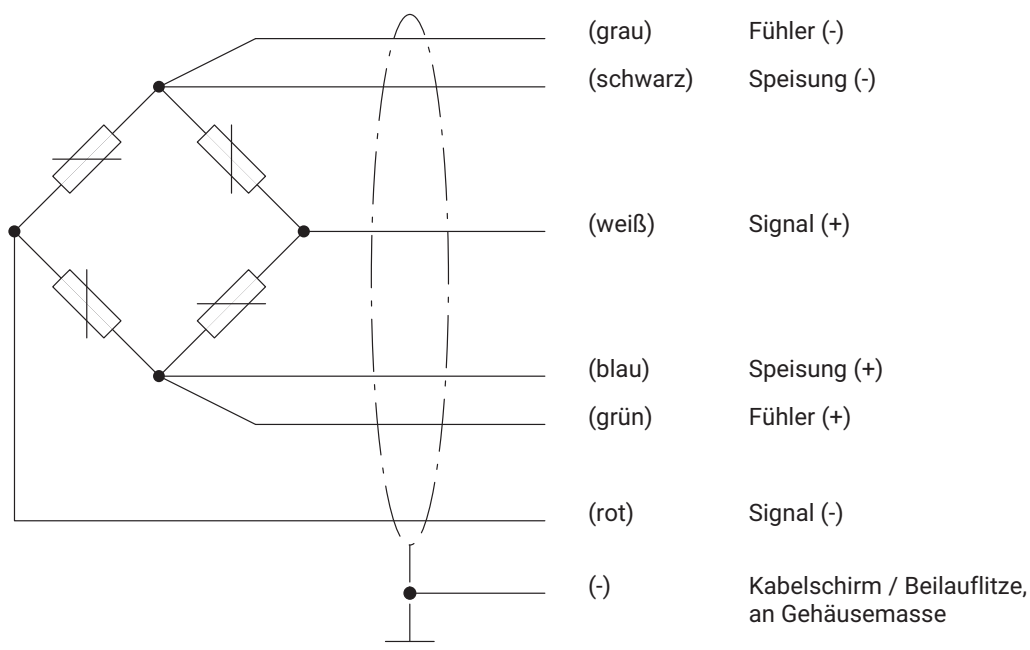 (grau) Fühler (-)
(schwarz) Speisung (-)
(weiß) Signal (+)
(blau) Speisung (+)
(grün) Fühler (+)
(rot) Signal (-)
(-) Kabelschirm / Beilauflitze,
an Gehäusemasse